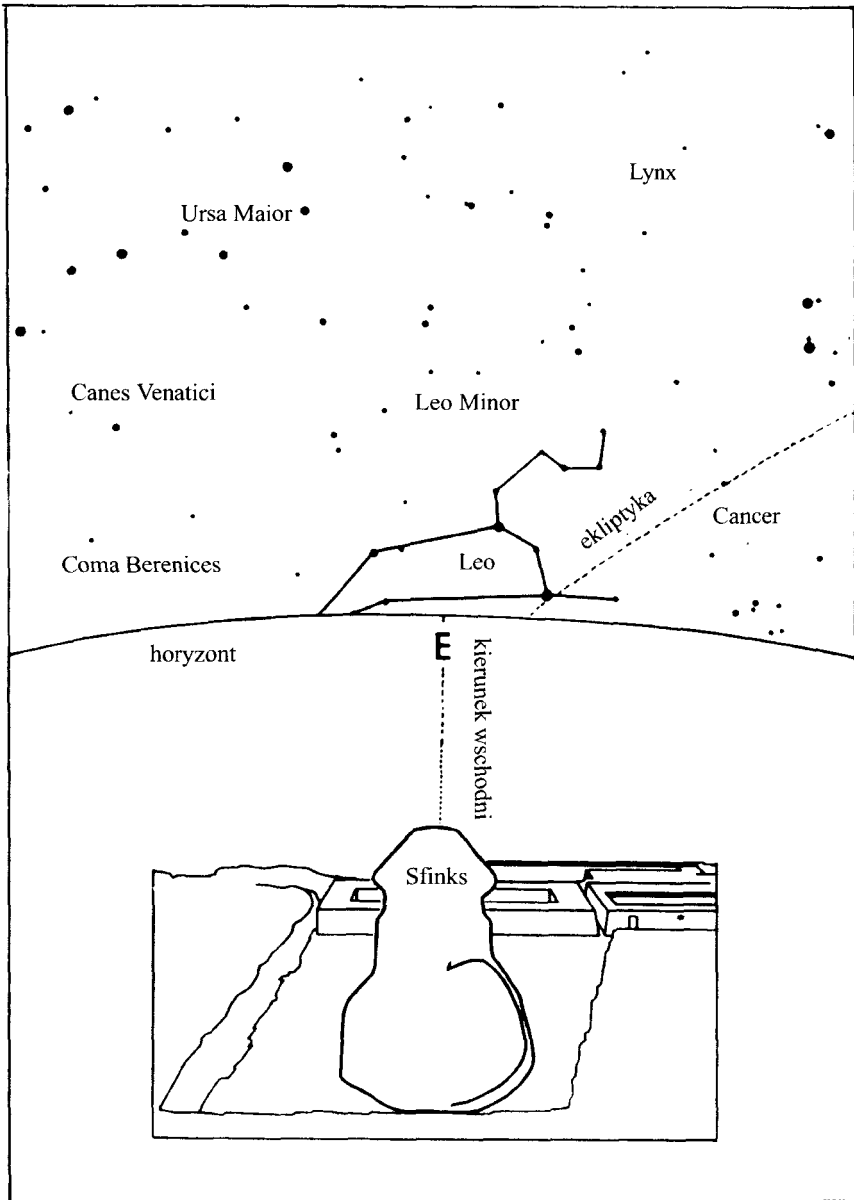 Lynx
Ursa Maior
Canes Venatici
Leo Minor
ekliptyka
Cancer
Coma Berenices
Leo
horyzont
E
kierunek wschodni
Sfinks